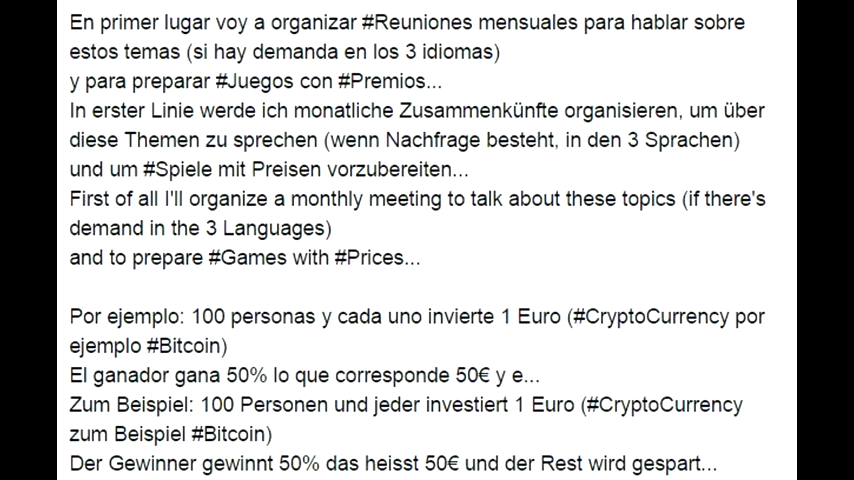 En primer lugar voy a organizar #Reuniones mensuales para hablar sobre
estos temas (si hay demanda en los 3 idiomas)
y para preparar #Juegos con #Premios...
In erster Linie werde ich monatliche Zusammenkünfte organisieren, um über
diese Themen zu sprechen (wenn Nachfrage besteht, in den 3 Sprachen)
und um #Spiele mit Preisen vorzubereiten...
First of all I'll organize a monthly meeting to talk about these topics (if there's
demand in the 3 Languages)
and to prepare #Games with #Prices...
Por ejemplo: 100 personas y cada uno invierte 1 Euro (#CryptoCurrency por
ejemplo #Bitcoin)
El ganador gana 50% lo que corresponde 50€ y e...
Zum Beispiel: 100 Personen und jeder investiert 1 Euro (#CryptoCurrency
zum Beispiel #Bitcoin)
Der Gewinner gewinnt 50% das heisst 50€ und der Rest wird gespart...